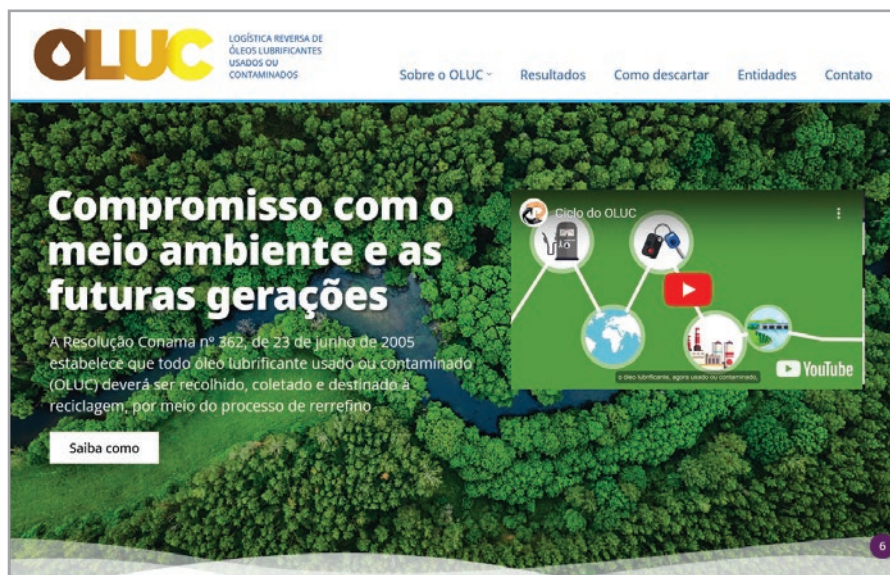 OLUC
LOGÍSTICA REVERSA DE
ÓLEOS LUBRIFICANTES
USADOS OU
CONTAMINADOS
Sobre o OLUC
Resultados
Como descartar
Entidades
Contato
Compromisso com o
meio ambiente e as
futuras gerações
A Resolução Conama nº 362, de 23 de junho de 2005
estabelece que todo óleo lubrificante usado ou contaminado
(OLUC) deverá ser recolhido, coletado e destinado à
reciclagem, por meio do processo de rerrefino
Saiba como
Ciclo do OLUC
o óleo lubrificante, agora usado ou contaminado,
YouTube
6